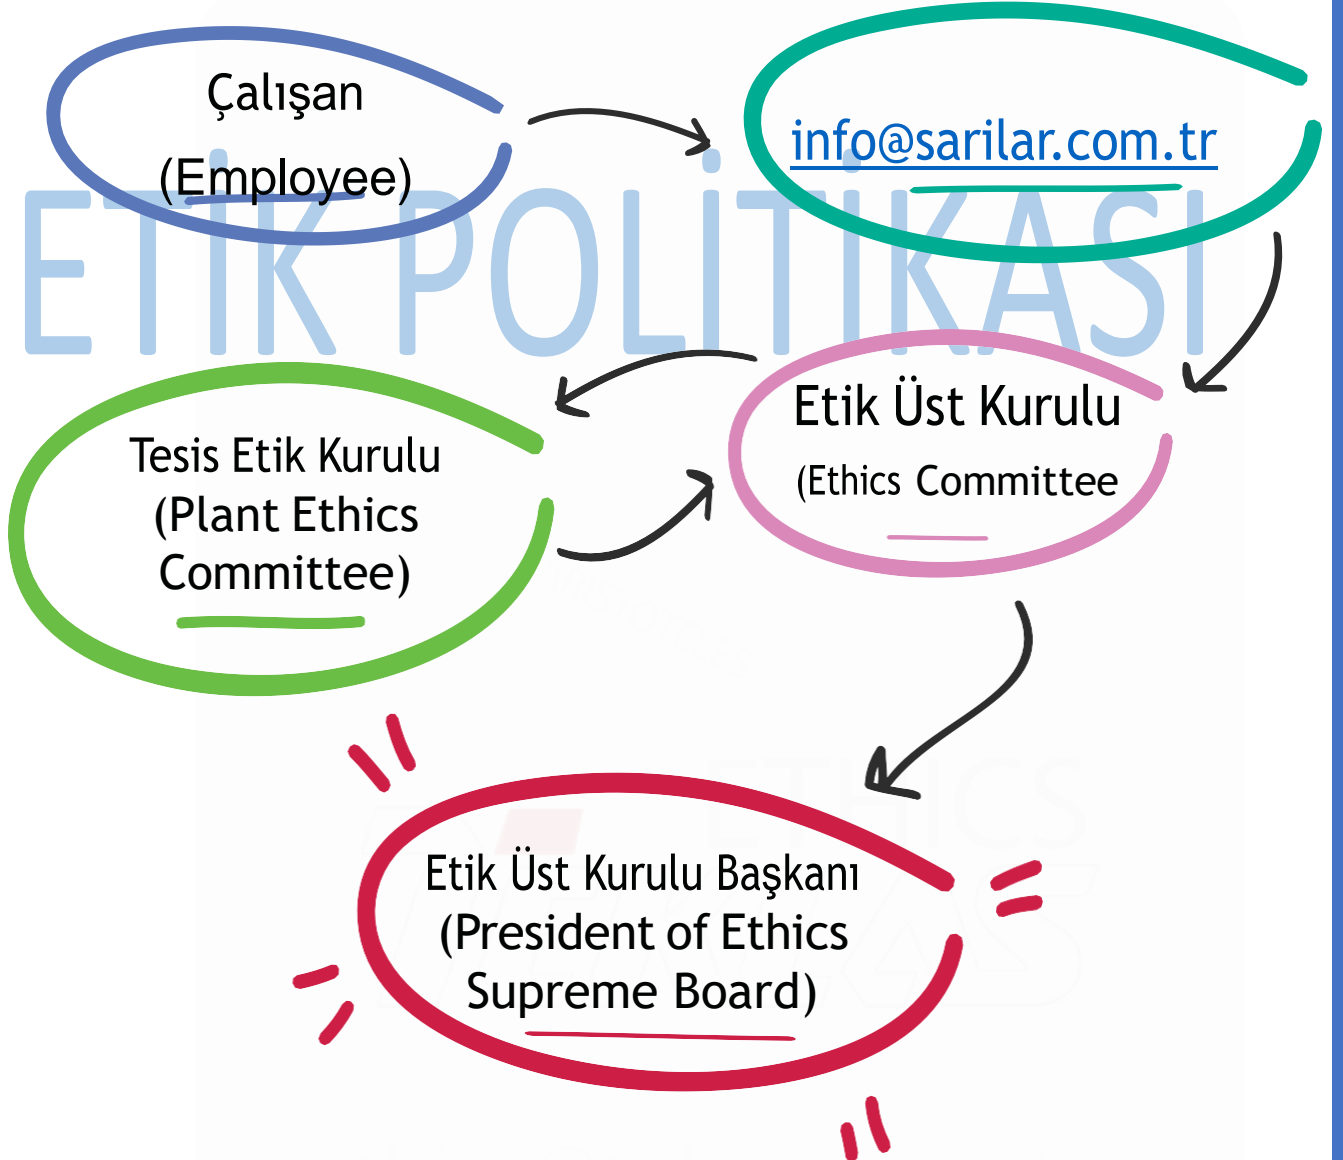 Çalışan
(Employee)
info@sarilar.com.tr
ETİK POLİTİKASI
Etik Üst Kurulu
(Ethics Committee
Tesis Etik Kurulu
(Plant Ethics
Committee)
ETHICS
Etik Üst Kurulu Başkanı
(President of Ethics
Supreme Board)